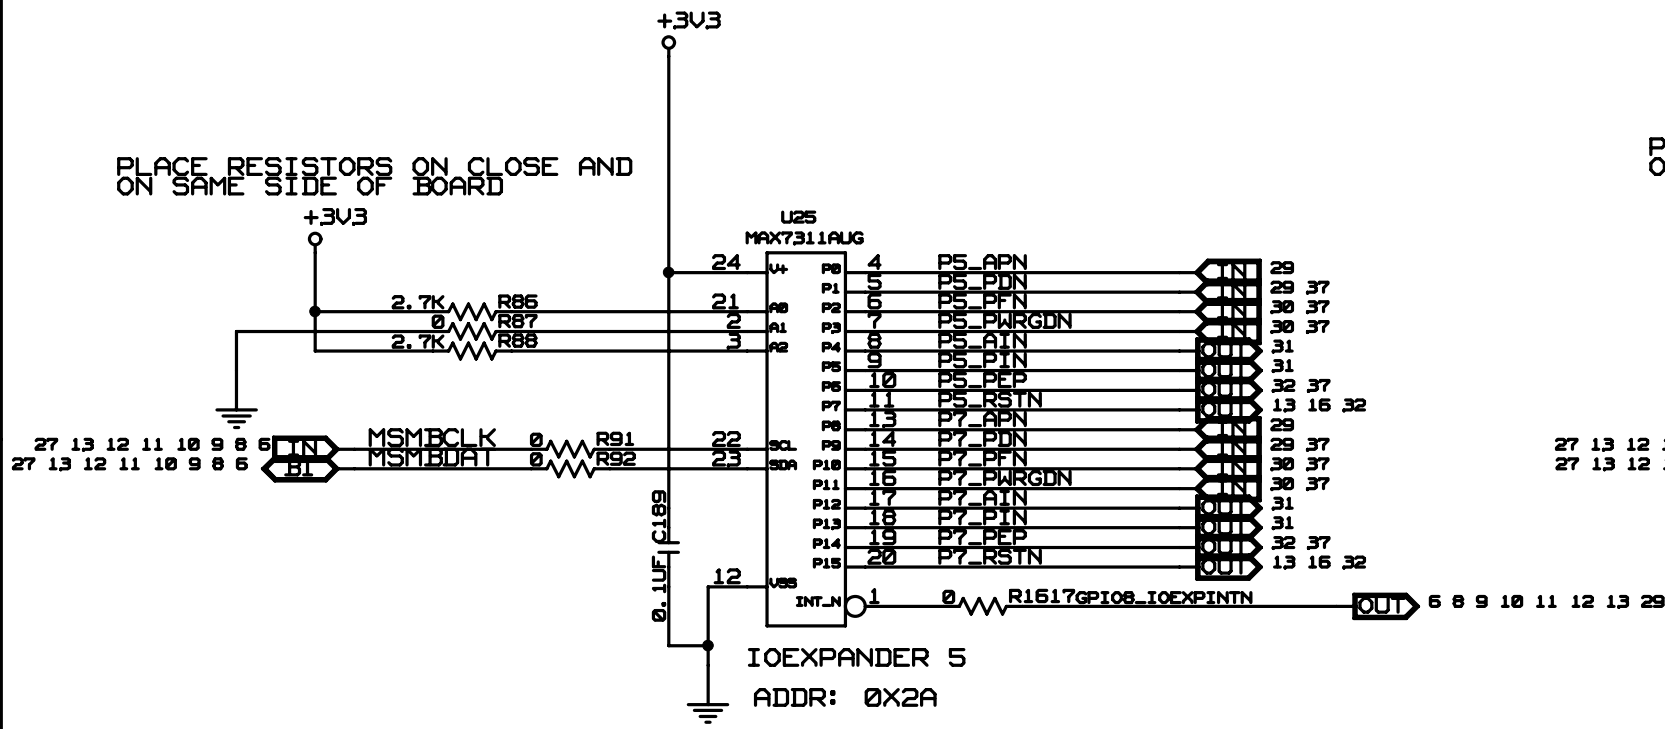 +3V3
PLACE RESISTORS ON CLOSE AND
ON SAME SIDE OF BOARD
+3V3
P
O
U25
MAX7311AUG
24 V+ P0 4 P5_APN IN 29
P1 5 P5_PDN IN 29 37
2.7K R86 21 A0 P2 6 P5_PFN IN 30 37
0 R87 2 A1 P3 7 P5_PWRGDN IN 30 37
2.7K R88 3 A2 P4 8 P5_AIN OUT 31
P5 9 P5_PIN OUT 31
P6 10 P5_PEP OUT 32 37
P7 11 P5_RSTN OUT 13 16 32
P8 13 P7_APN IN 29
27 13 12 11 10 9 8 6 IN MSMBCLK 0 R91 22 SCL P9 14 P7_PDN IN 29 37 27 13 12 1
27 13 12 11 10 9 8 6 BI MSMBDAT 0 R92 23 SDA P10 15 P7_PFN IN 30 37 27 13 12 1
P11 16 P7_PWRGDN IN 30 37
P12 17 P7_AIN OUT 31
P13 18 P7_PIN OUT 31
P14 19 P7_PEP OUT 32 37
P15 20 P7_RSTN OUT 13 16 32
0.1UF C189
12 VSS
INT_N 1 0 R1617 GPIO8_IOEXPINTN OUT 6 8 9 10 11 12 13 29
IOEXPANDER 5
ADDR: 0X2A